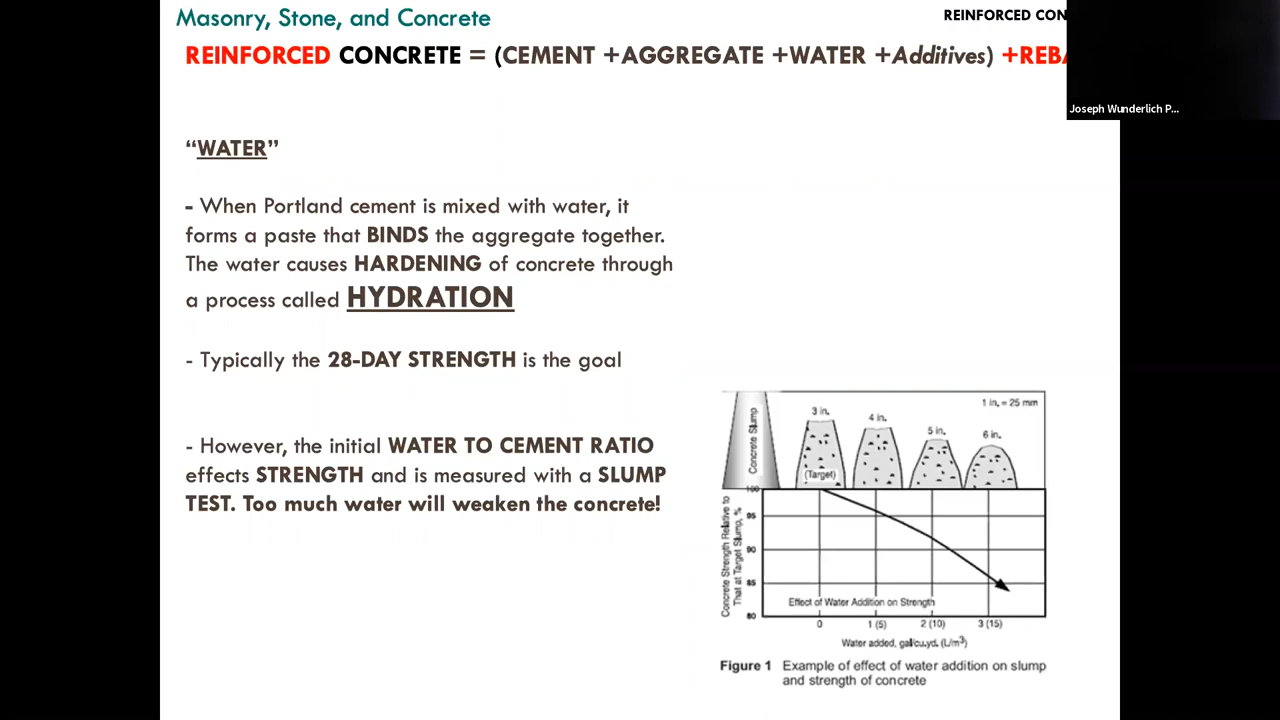 Masonry, Stone, and Concrete
REINFORCED CON
REINFORCED CONCRETE = (CEMENT +AGGREGATE +WATER +Additives) +REBA
Joseph Wunderlich P...
“WATER”
- When Portland cement is mixed with water, it
forms a paste that BINDS the aggregate together.
The water causes HARDENING of concrete through
a process called HYDRATION
- Typically the 28-DAY STRENGTH is the goal
- However, the initial WATER TO CEMENT RATIO
effects STRENGTH and is measured with a SLUMP
TEST. Too much water will weaken the concrete!
1 in. = 25 mm
Concrete Slump
3 in.
4 in.
5 in.
6 in.
(Target)
Concrete Strength Relative to
That at Target Slump, %
100
95
90
85
80
Effect of Water Addition on Strength
0 1 (5) 2 (10) 3 (15)
Water added, gal/cu.yd. (L/m³)
Figure 1 Example of effect of water addition on slump
and strength of concrete